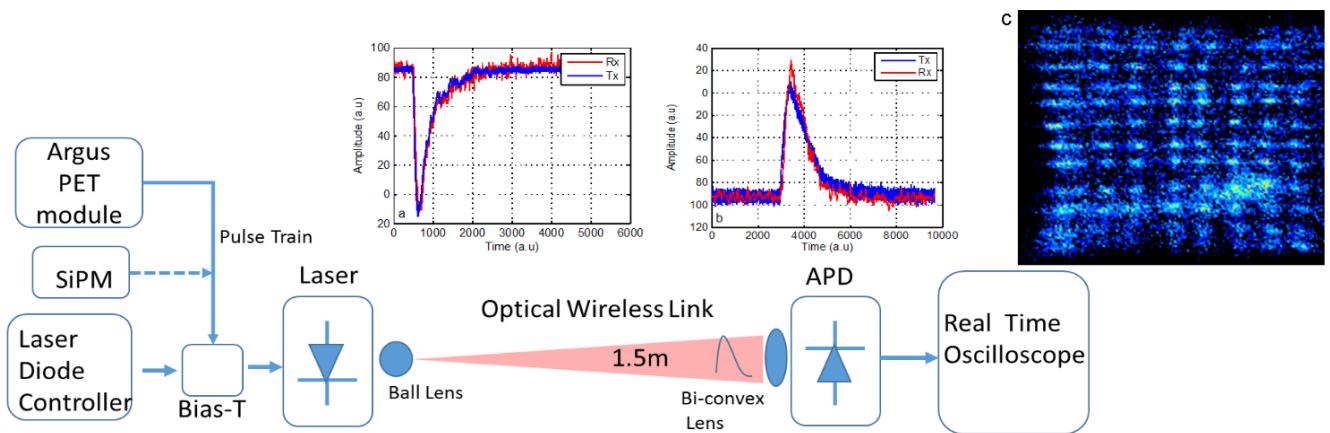 c
100
80
60
40
20
0
20
Amplitude (a.u)
Rx
Tx
a
0 1000 2000 3000 4000 5000 6000
Time (a.u)
40
20
0
20
40
60
80
100
120
Amplitude (a.u)
Tx
Rx
b
0 2000 4000 6000 8000 10000
Time (a.u)
Argus
PET
module
Pulse Train
SiPM
Laser
Diode
Controller
Bias-T
Laser
Ball Lens
Optical Wireless Link
1.5m
Bi-convex
Lens
APD
Real Time
Oscilloscope